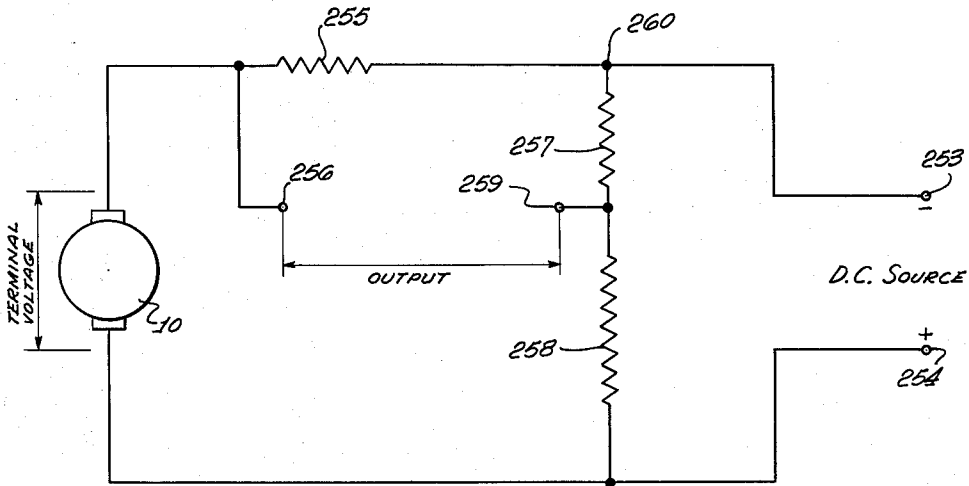 255
260
257
256
259
253
-
TERMINAL
VOLTAGE
OUTPUT
D.C. SOURCE
10
258
+
254